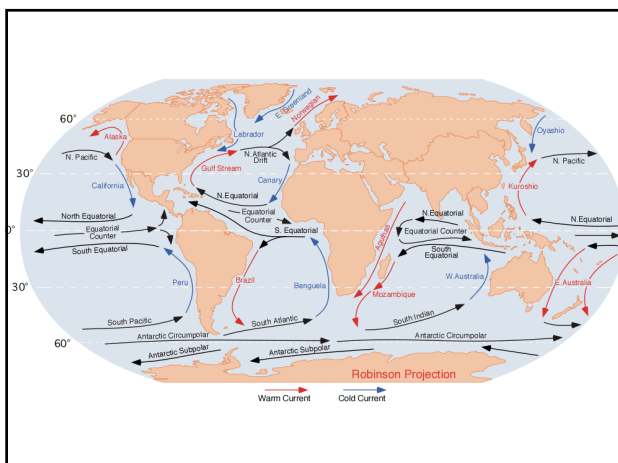 60°
E. Greenland
Norwegian
Labrador
Oyashio
Alaska
N. Pacific
N.Atlantic
Drift
N. Pacific
30°
Gulf Stream
Canary
California
Kuroshio
N.Equatorial
North Equatorial
Equatorial
Counter
N.Equatorial
N.Equatorial
0°
Equatorial
Counter
S. Equatorial
Equatorial Counter
South Equatorial
South
Equatorial
Agulhas
Peru
Brazil
Benguela
Mozambique
W.Australia
E.Australia
30°
South Pacific
South Atlantic
South Indian
Antarctic Circumpolar
Antarctic Circumpolar
60°
Antarctic Subpolar
Antarctic Subpolar
Robinson Projection
Warm Current
Cold Current